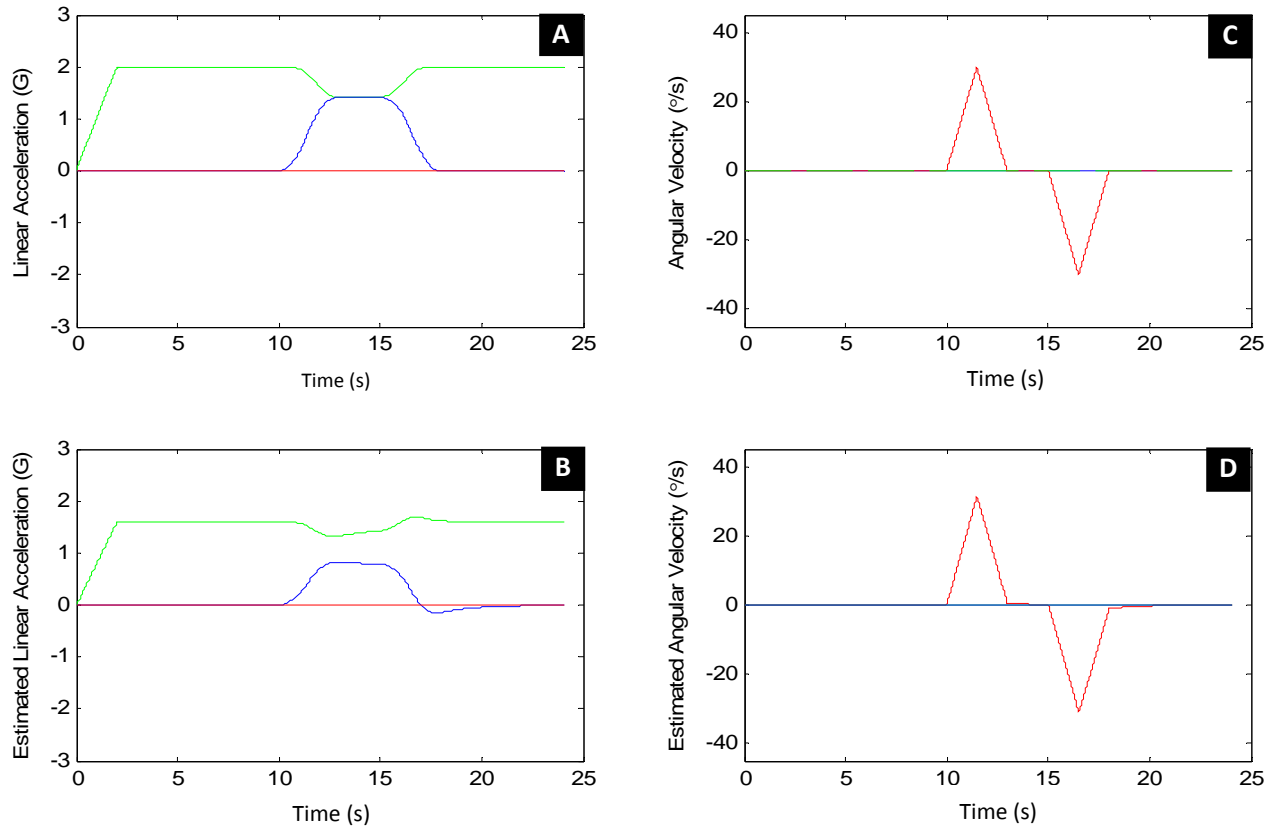 A
Linear Acceleration (G)
3
2
1
0
-1
-2
-3
0 5 10 15 20 25
Time (s)
C
Angular Velocity (°/s)
40
20
0
-20
-40
0 5 10 15 20 25
Time (s)
B
Estimated Linear Acceleration (G)
3
2
1
0
-1
-2
-3
0 5 10 15 20 25
Time (s)
D
Estimated Angular Velocity (°/s)
40
20
0
-20
-40
0 5 10 15 20 25
Time (s)